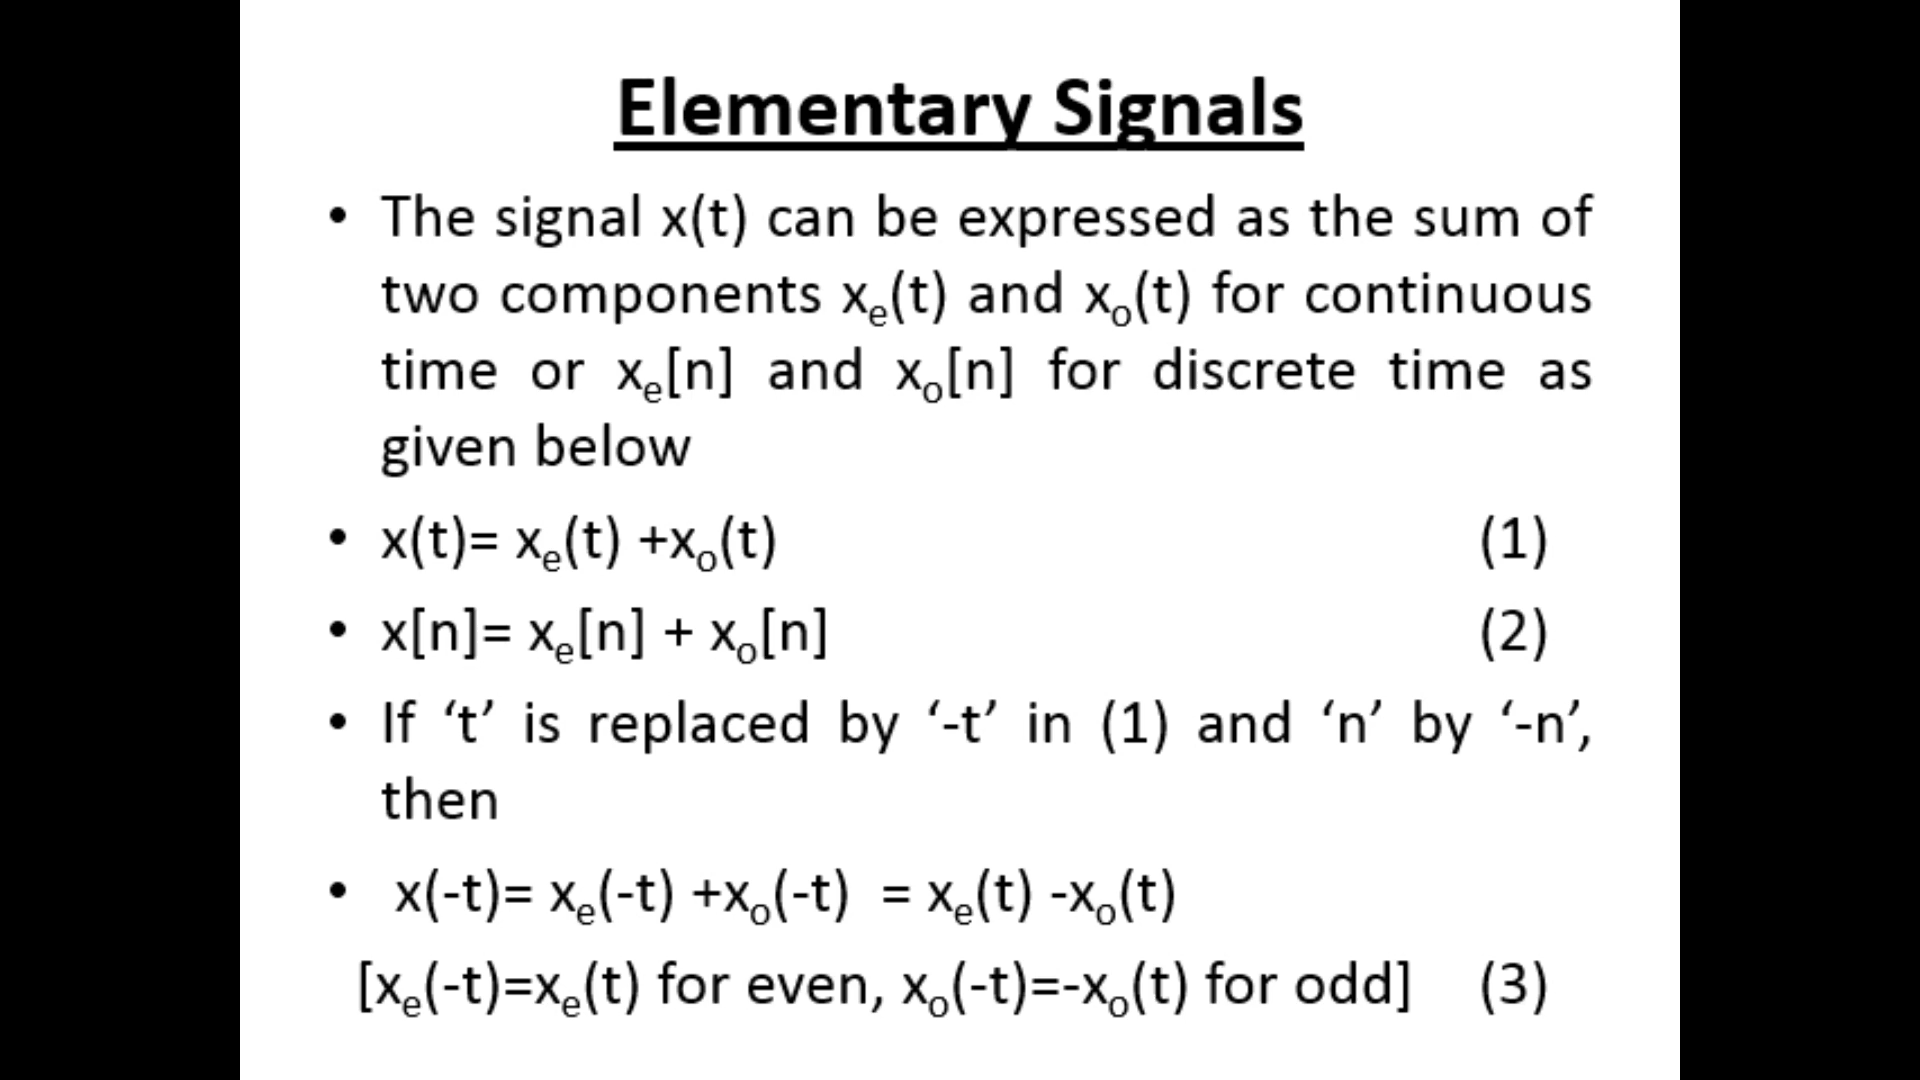 Elementary Signals
• The signal x(t) can be expressed as the sum of
two components xₑ(t) and xₒ(t) for continuous
time or xₑ[n] and xₒ[n] for discrete time as
given below
• x(t)= xₑ(t) +xₒ(t) (1)
• x[n]= xₑ[n] + xₒ[n] (2)
• If ‘t’ is replaced by ‘-t’ in (1) and ‘n’ by ‘-n’,
then
• x(-t)= xₑ(-t) +xₒ(-t) = xₑ(t) -xₒ(t)
[xₑ(-t)=xₑ(t) for even, xₒ(-t)=-xₒ(t) for odd] (3)